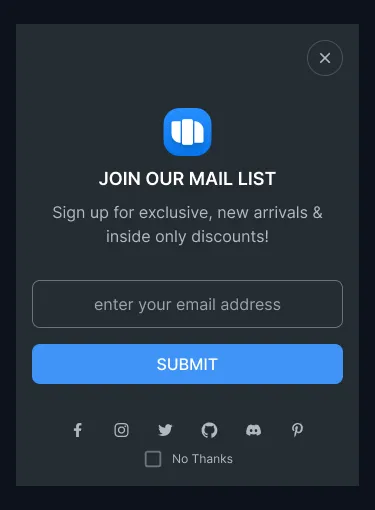 JOIN OUR MAIL LIST
Sign up for exclusive, new arrivals &
inside only discounts!
enter your email address
SUBMIT
No Thanks